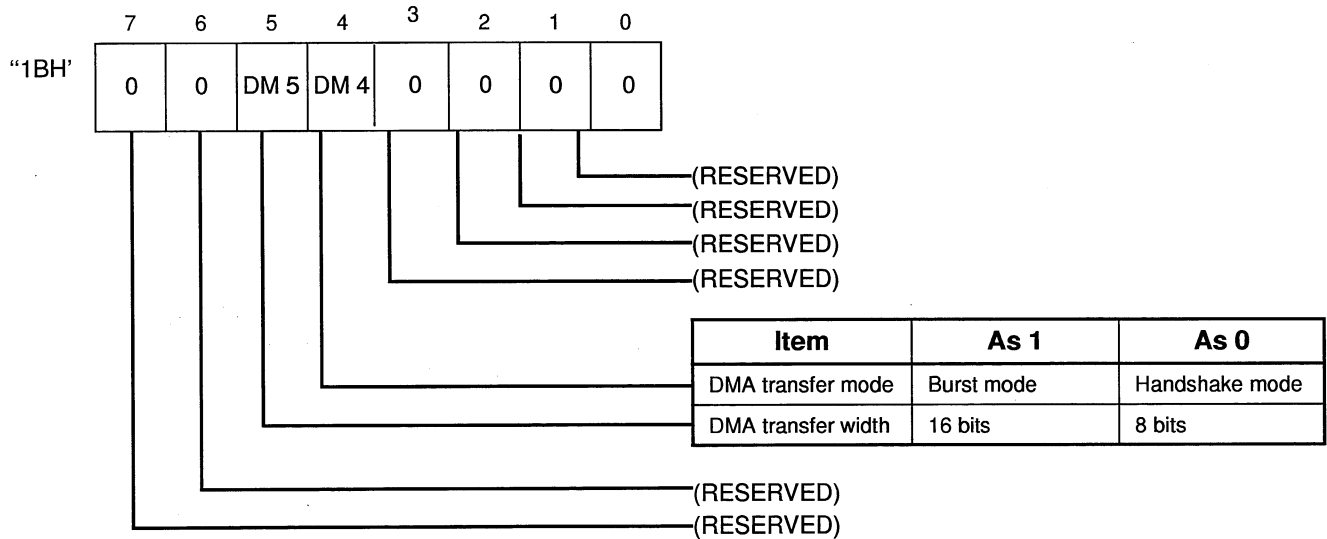 7 6 5 4 3 2 1 0
“1BH’ 0 0 DM 5 DM 4 0 0 0 0
(RESERVED)
(RESERVED)
(RESERVED)
(RESERVED)
Item As 1 As 0
DMA transfer mode Burst mode Handshake mode
DMA transfer width 16 bits 8 bits
(RESERVED)
(RESERVED)